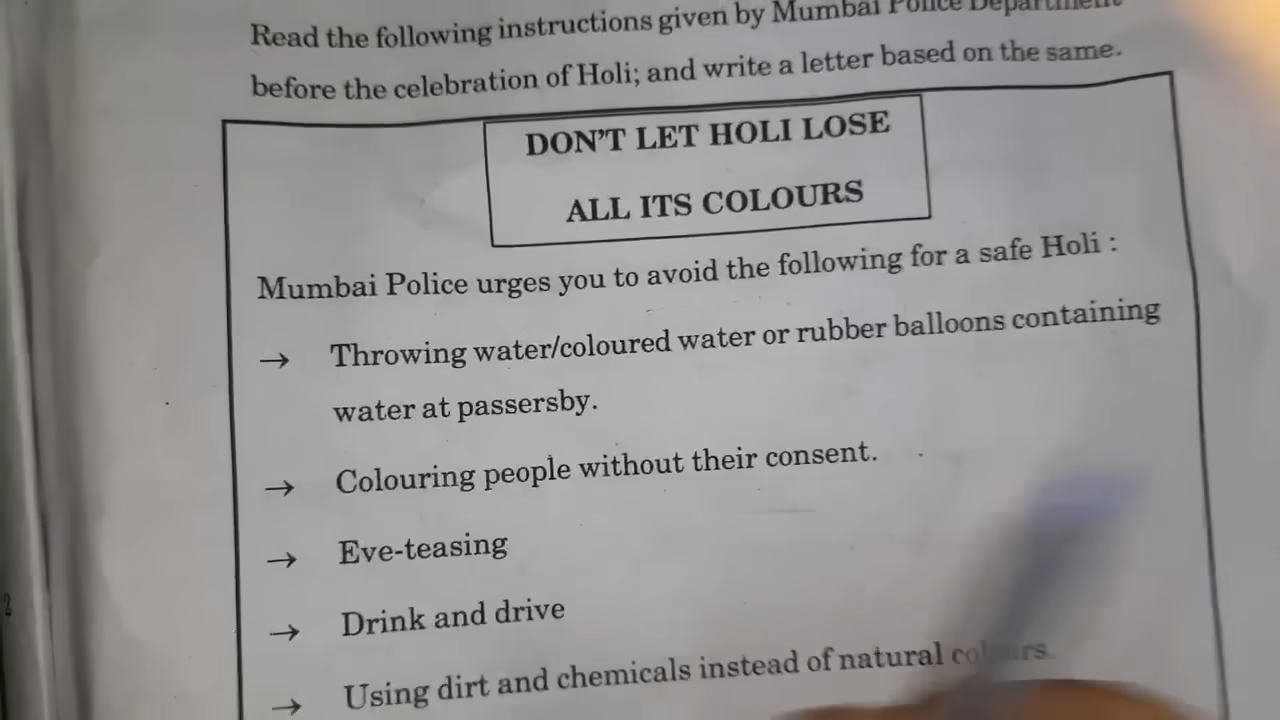 Read the following instructions given by Mumbai Police Department
before the celebration of Holi; and write a letter based on the same.
DON'T LET HOLI LOSE
ALL ITS COLOURS
Mumbai Police urges you to avoid the following for a safe Holi :
→ Throwing water/coloured water or rubber balloons containing
water at passersby.
→ Colouring people without their consent.
→ Eve-teasing
→ Drink and drive
→ Using dirt and chemicals instead of natural colours.
2